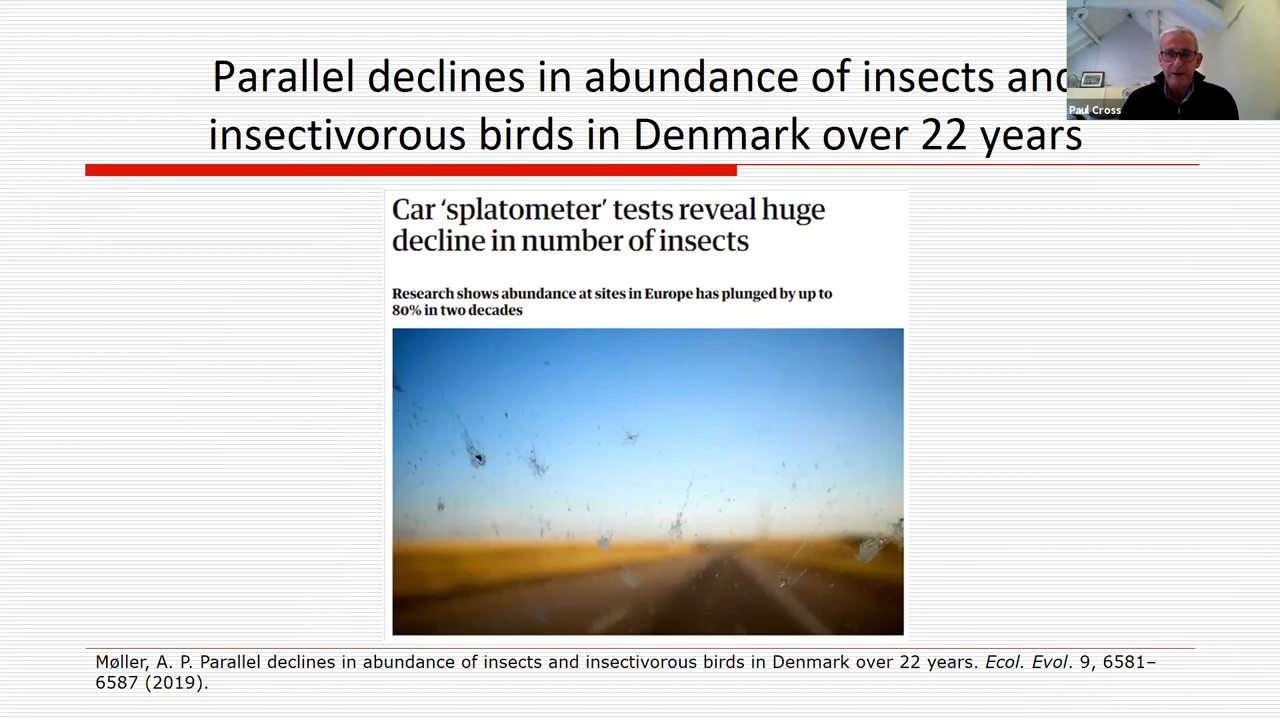 Parallel declines in abundance of insects and
insectivorous birds in Denmark over 22 years
Paul Cross
Car ‘splatometer’ tests reveal huge
decline in number of insects
Research shows abundance at sites in Europe has plunged by up to
80% in two decades
Møller, A. P. Parallel declines in abundance of insects and insectivorous birds in Denmark over 22 years. Ecol. Evol. 9, 6581–
6587 (2019).